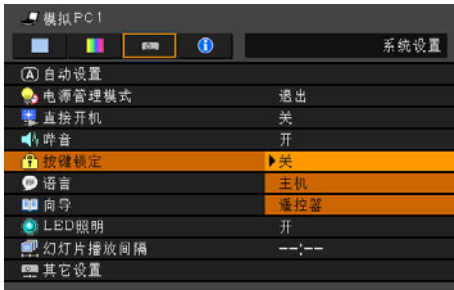 模拟PC1
系统设置
自动设置
电源管理模式 退出
直接开机 关
哔音 开
按键锁定 关
语言 主机
向导 遥控器
LED照明 开
幻灯片播放间隔 --:--
其它设置